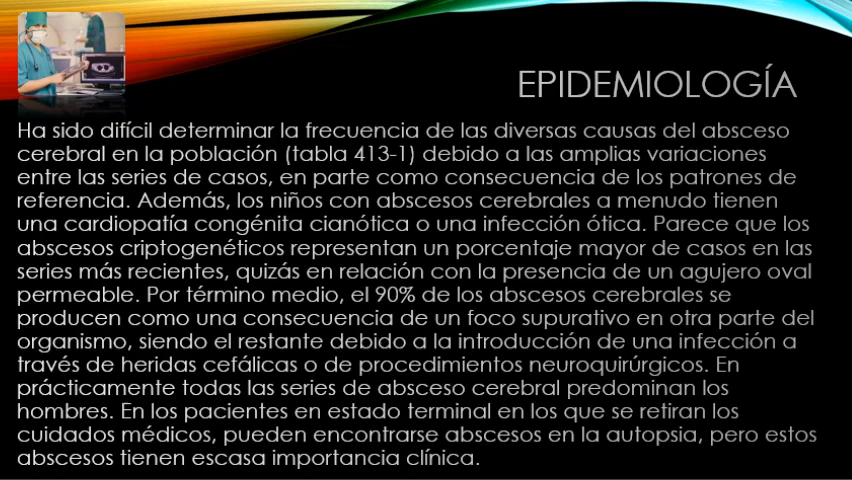 EPIDEMIOLOGÍA
Ha sido difícil determinar la frecuencia de las diversas causas del absceso
cerebral en la población (tabla 413-1) debido a las amplias variaciones
entre las series de casos, en parte como consecuencia de los patrones de
referencia. Además, los niños con abscesos cerebrales a menudo tienen
una cardiopatía congénita cianótica o una infección ótica. Parece que los
abscesos criptogenéticos representan un porcentaje mayor de casos en las
series más recientes, quizás en relación con la presencia de un agujero oval
permeable. Por término medio, el 90% de los abscesos cerebrales se
producen como una consecuencia de un foco supurativo en otra parte del
organismo, siendo el restante debido a la introducción de una infección a
través de heridas cefálicas o de procedimientos neuroquirúrgicos. En
prácticamente todas las series de absceso cerebral predominan los
hombres. En los pacientes en estado terminal en los que se retiran los
cuidados médicos, pueden encontrarse abscesos en la autopsia, pero estos
abscesos tienen escasa importancia clínica.